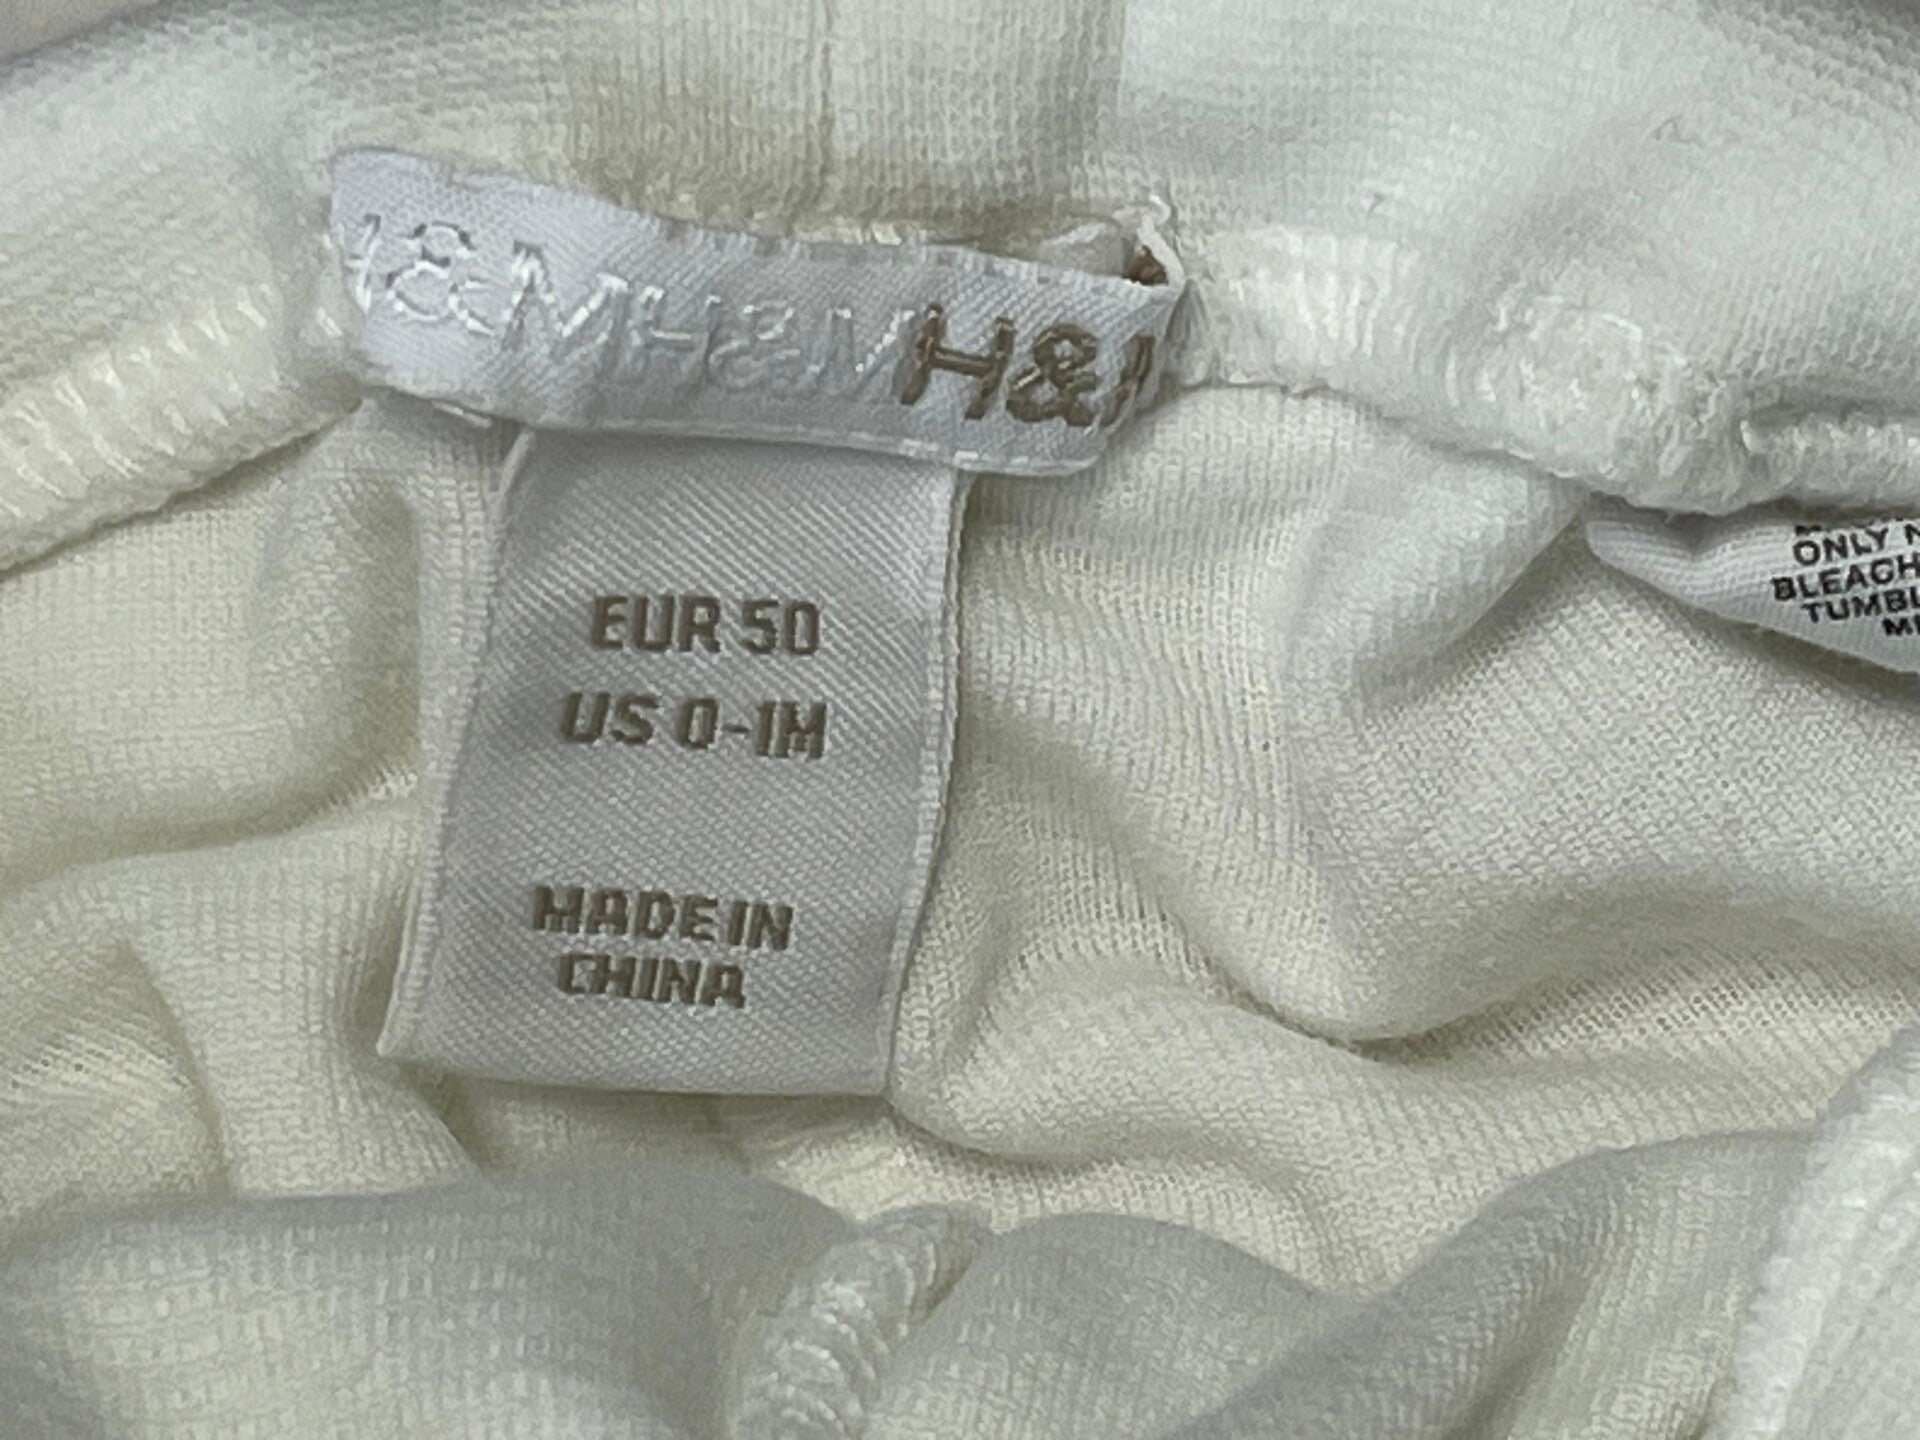 H&MH&MH&
EUR 50
US 0-1M
MADE IN
CHINA
ONLY
BLEACH